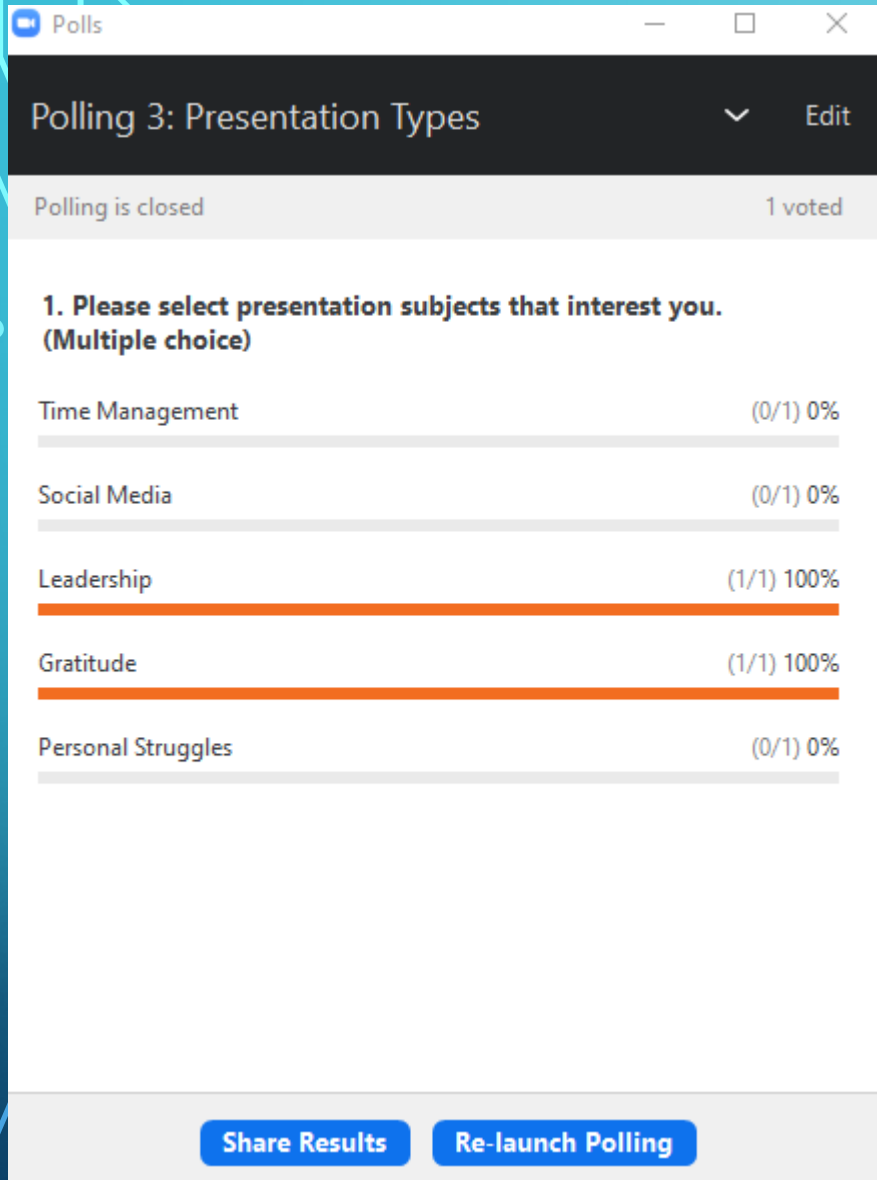 Polls
Polling 3: Presentation Types Edit
Polling is closed 1 voted
1. Please select presentation subjects that interest you.
(Multiple choice)
Time Management (0/1) 0%
Social Media (0/1) 0%
Leadership (1/1) 100%
Gratitude (1/1) 100%
Personal Struggles (0/1) 0%
Share Results Re-launch Polling